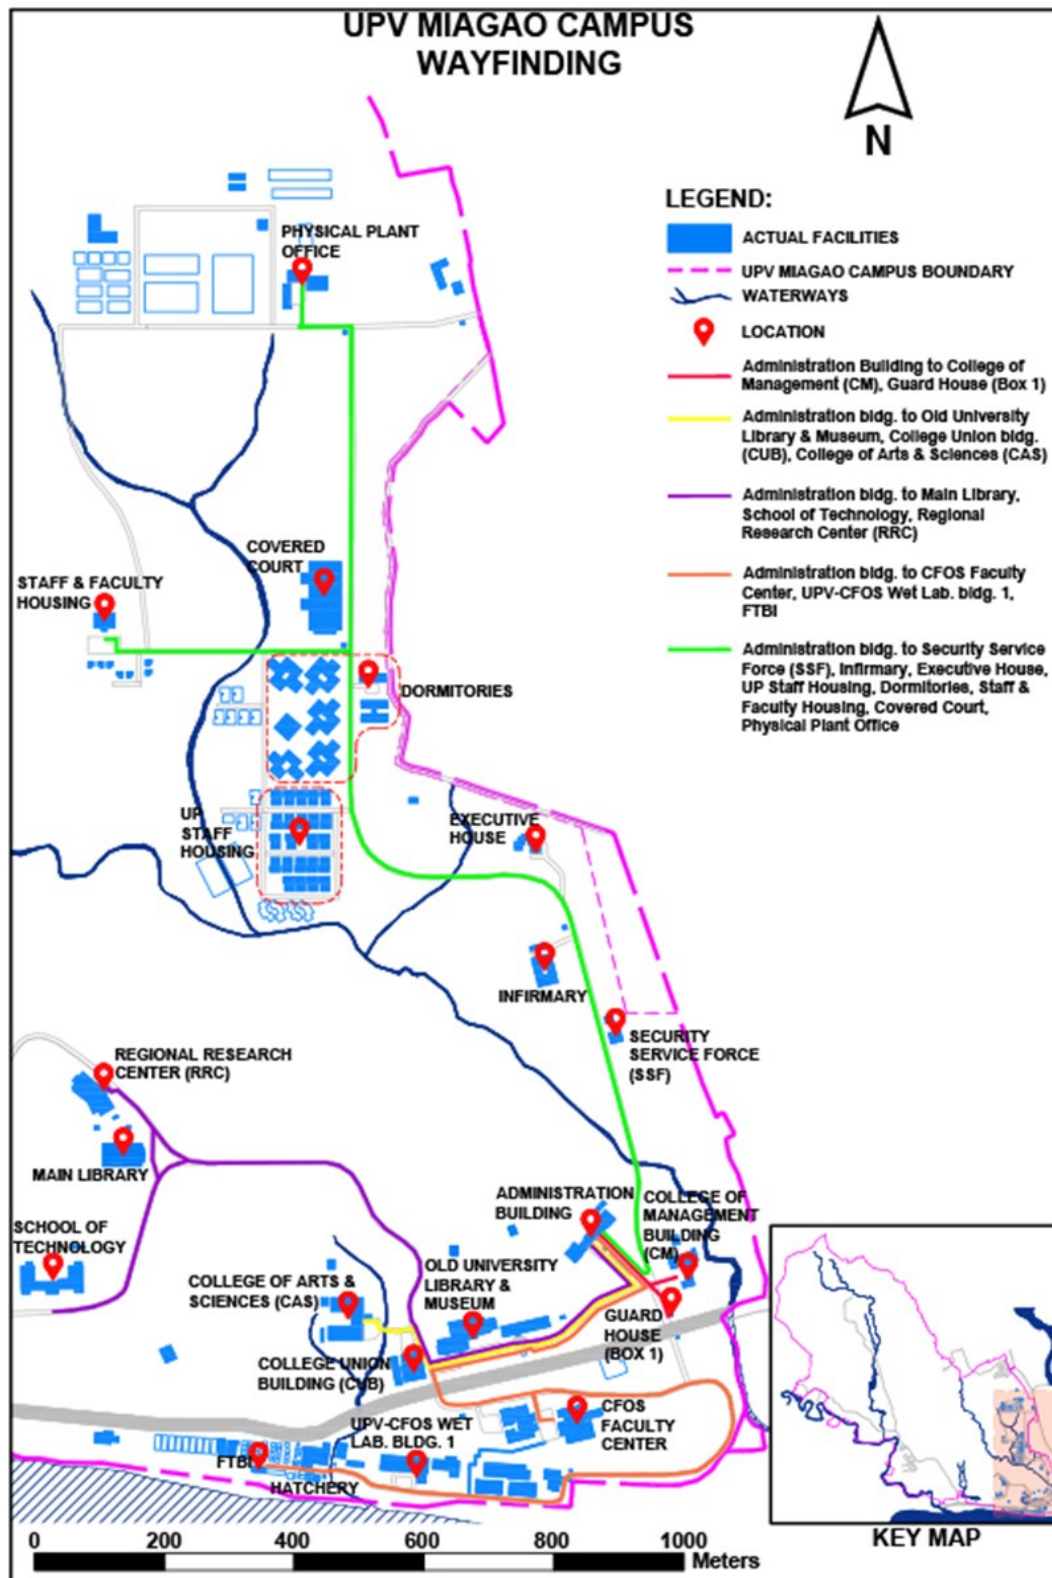 UPV MIAGAO CAMPUS
WAYFINDING
N
LEGEND:
ACTUAL FACILITIES
UPV MIAGAO CAMPUS BOUNDARY
WATERWAYS
LOCATION
Administration Building to College of
Management (CM), Guard House (Box 1)
Administration bldg. to Old University
Library & Museum, College Union bldg.
(CUB), College of Arts & Sciences (CAS)
Administration bldg. to Main Library,
School of Technology, Regional
Research Center (RRC)
Administration bldg. to CFOS Faculty
Center, UPV-CFOS Wet Lab. bldg. 1,
FTBI
Administration bldg. to Security Service
Force (SSF), Infirmary, Executive House,
UP Staff Housing, Dormitories, Staff &
Faculty Housing, Covered Court,
Physical Plant Office
PHYSICAL PLANT
OFFICE
COVERED
COURT
STAFF & FACULTY
HOUSING
DORMITORIES
UP
STAFF
HOUSING
EXECUTIVE
HOUSE
INFIRMARY
SECURITY
SERVICE FORCE
(SSF)
REGIONAL RESEARCH
CENTER (RRC)
MAIN LIBRARY
SCHOOL OF
TECHNOLOGY
ADMINISTRATION
BUILDING
COLLEGE OF
MANAGEMENT
BUILDING
(CM)
COLLEGE OF ARTS &
SCIENCES (CAS)
OLD UNIVERSITY
LIBRARY &
MUSEUM
GUARD
HOUSE
(BOX 1)
COLLEGE UNION
BUILDING (CUB)
UPV-CFOS WET
LAB. BLDG. 1
CFOS
FACULTY
CENTER
FTBI
HATCHERY
KEY MAP
0 200 400 600 800 1000
Meters